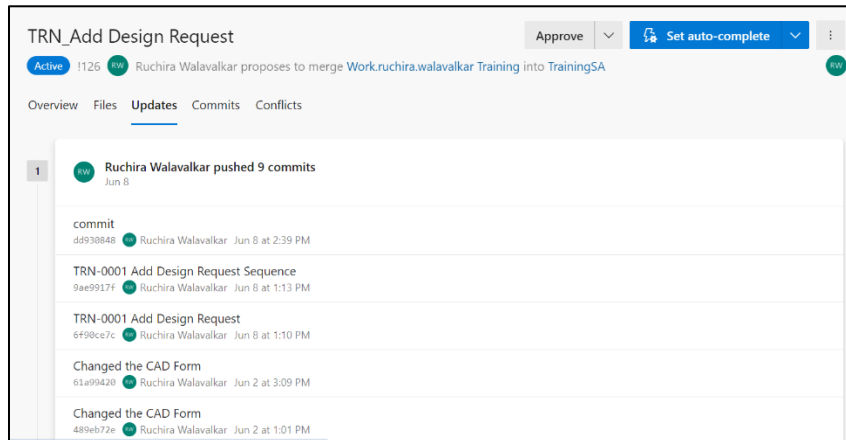 TRN_Add Design Request
Approve
Set auto-complete
Active !126 RW Ruchira Walavalkar proposes to merge Work.ruchira.walavalkar Training into TrainingSA
RW
Overview Files Updates Commits Conflicts
1
RW Ruchira Walavalkar pushed 9 commits
Jun 8
commit
dd930848 RW Ruchira Walavalkar Jun 8 at 2:39 PM
TRN-0001 Add Design Request Sequence
9ae9917f RW Ruchira Walavalkar Jun 8 at 1:13 PM
TRN-0001 Add Design Request
6f90ce7c RW Ruchira Walavalkar Jun 8 at 1:10 PM
Changed the CAD Form
61a99420 RW Ruchira Walavalkar Jun 2 at 3:09 PM
Changed the CAD Form
489eb72e RW Ruchira Walavalkar Jun 2 at 1:01 PM